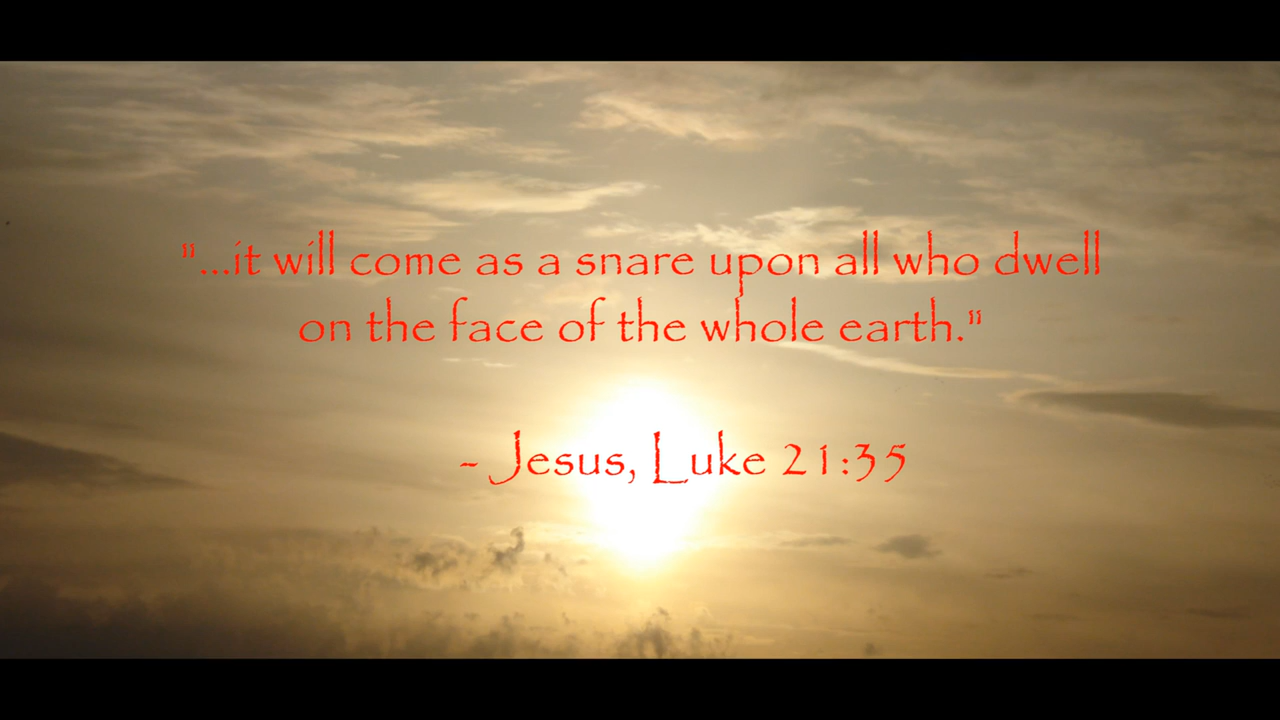 "...it will come as a snare upon all who dwell
on the face of the whole earth."
- Jesus, Luke 21:35